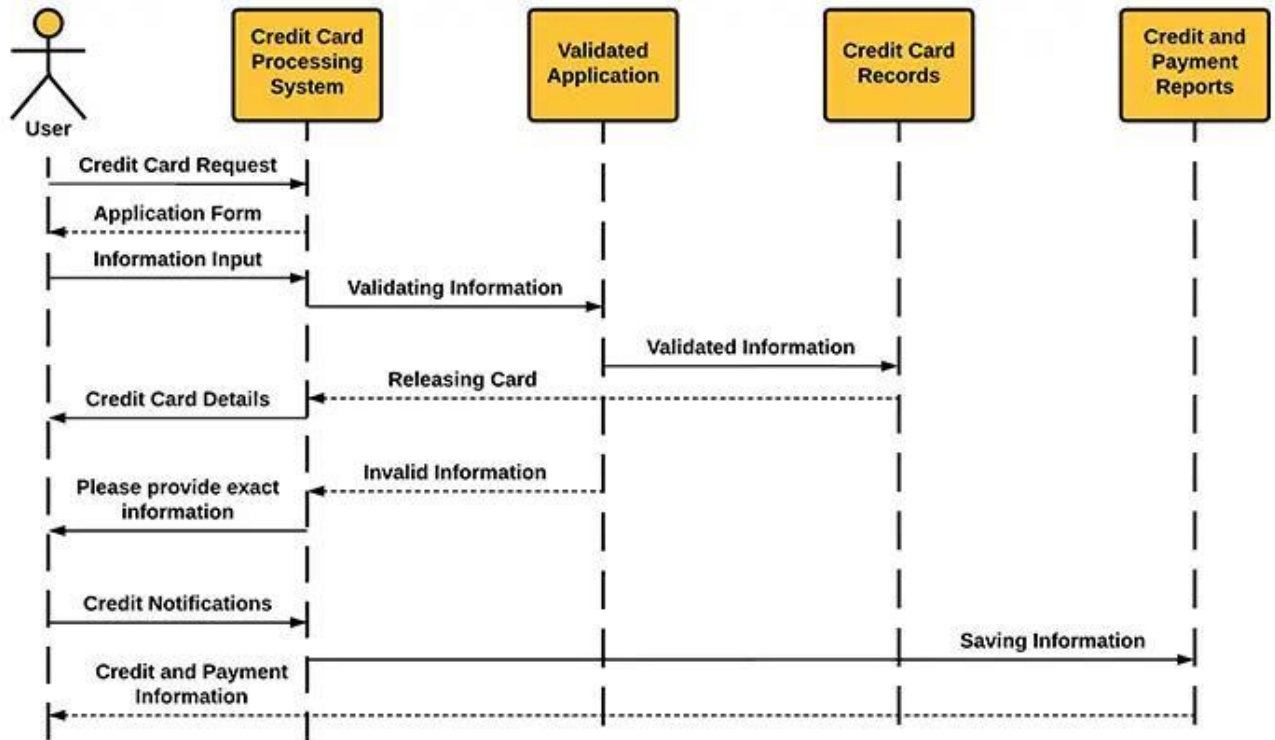 Credit Card
Processing
System
Validated
Application
Credit Card
Records
Credit and
Payment
Reports
User
Credit Card Request
Application Form
Information Input
Validating Information
Validated Information
Releasing Card
Credit Card Details
Invalid Information
Please provide exact
information
Credit Notifications
Saving Information
Credit and Payment
Information